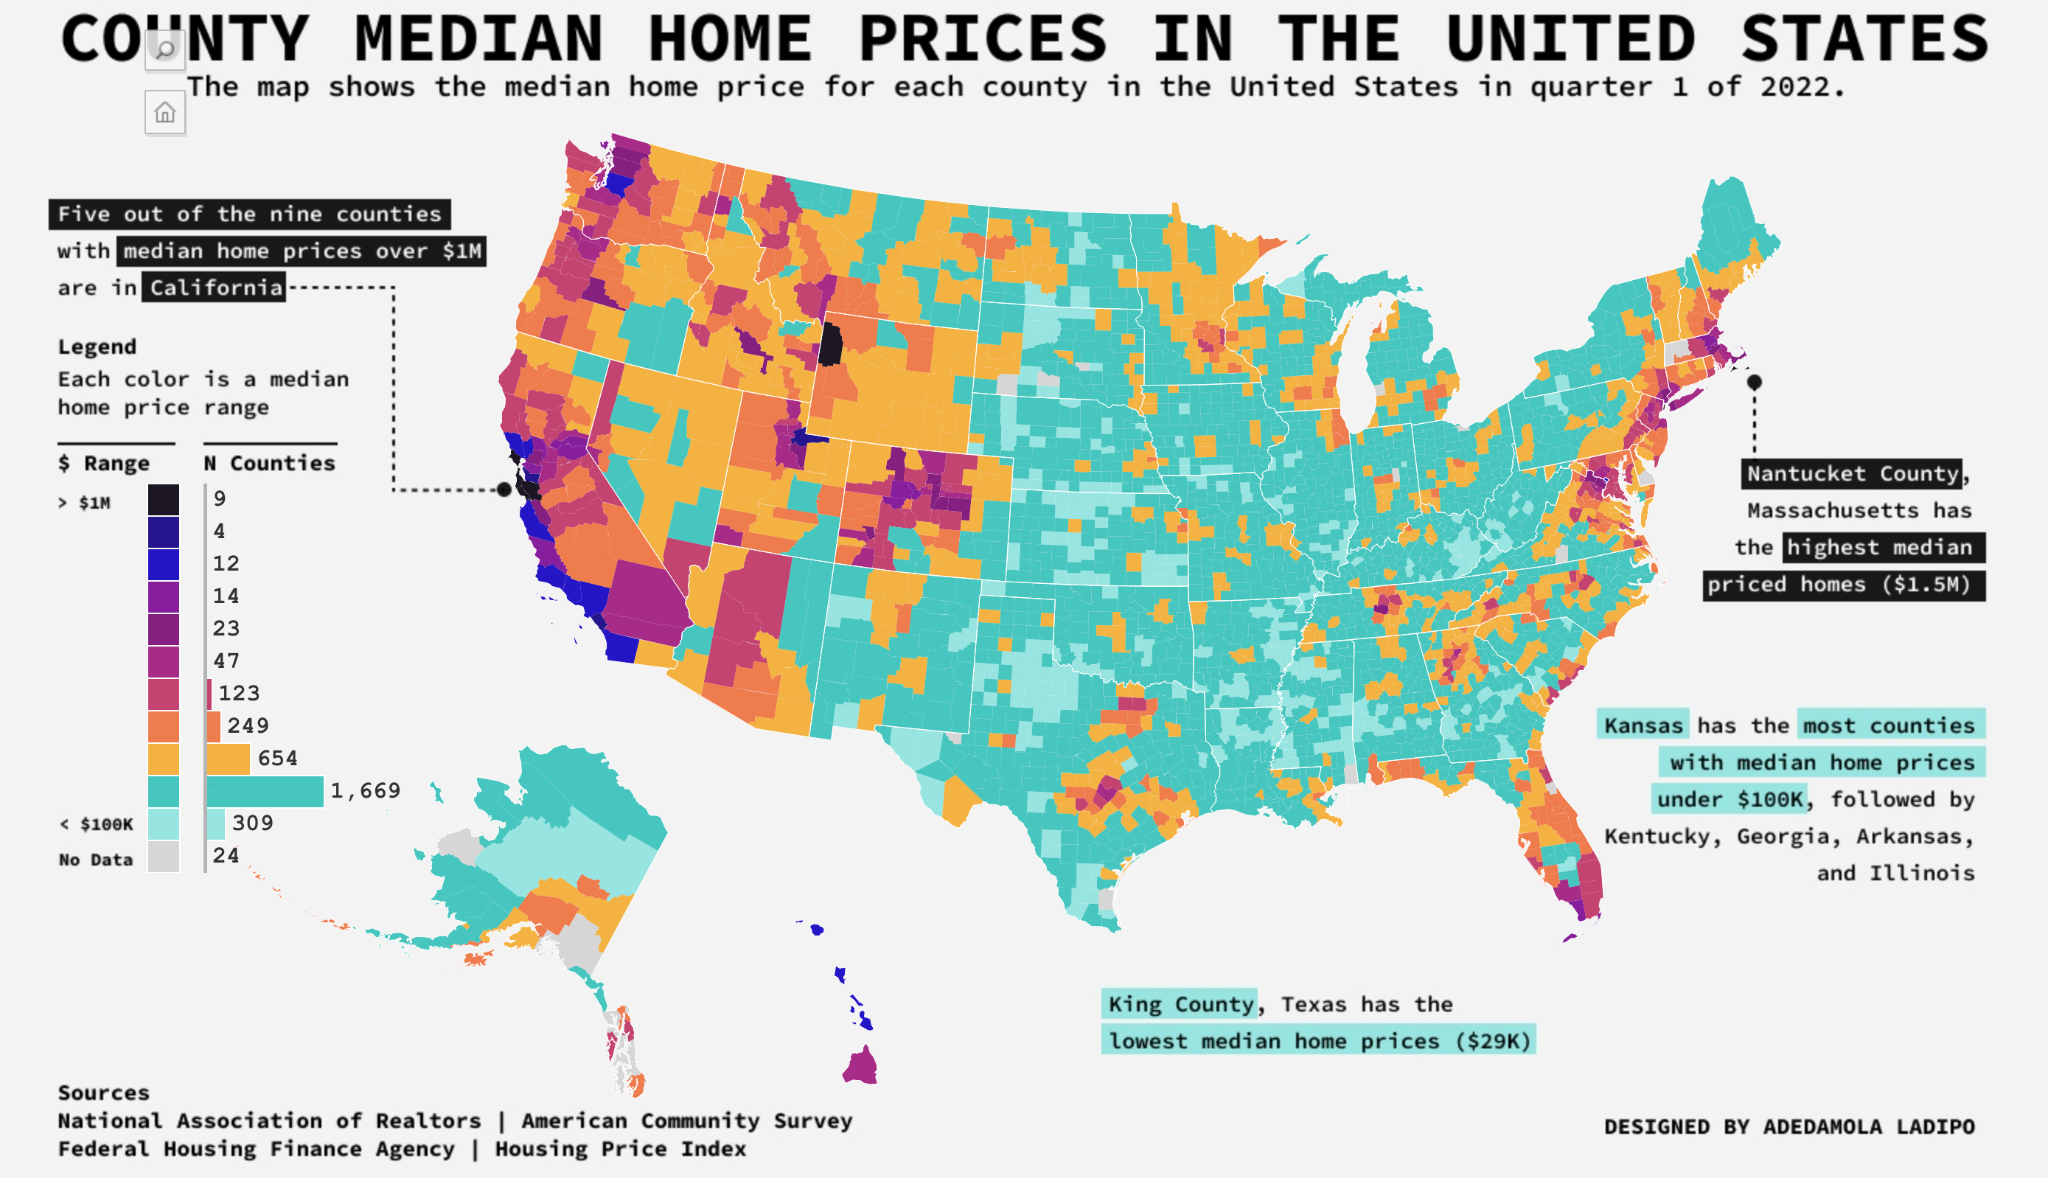 COUNTY MEDIAN HOME PRICES IN THE UNITED STATES
The map shows the median home price for each county in the United States in quarter 1 of 2022.
Five out of the nine counties
with median home prices over $1M
are in California
Legend
Each color is a median
home price range
$ Range N Counties
> $1M 9
4
12
14
23
47
123
249
654
1,669
< $100K 309
No Data 24
Nantucket County,
Massachusetts has
the highest median
priced homes ($1.5M)
Kansas has the most counties
with median home prices
under $100K, followed by
Kentucky, Georgia, Arkansas,
and Illinois
King County, Texas has the
lowest median home prices ($29K)
Sources
National Association of Realtors | American Community Survey
Federal Housing Finance Agency | Housing Price Index
DESIGNED BY ADEDAMOLA LADIPO